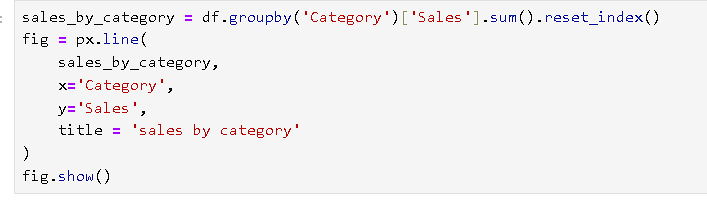 sales_by_category = df.groupby('Category')['Sales'].sum().reset_index()
fig = px.line(
    sales_by_category,
    x='Category',
    y='Sales',
    title = 'sales by category'
)
fig.show()